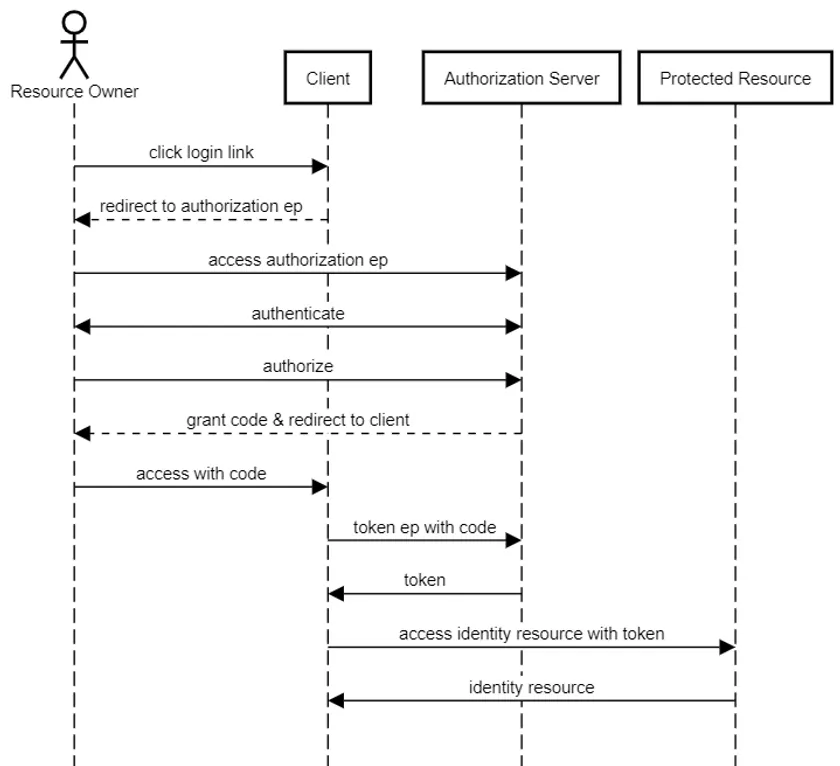 Resource Owner
Client
Authorization Server
Protected Resource
click login link
redirect to authorization ep
access authorization ep
authenticate
authorize
grant code & redirect to client
access with code
token ep with code
token
access identity resource with token
identity resource